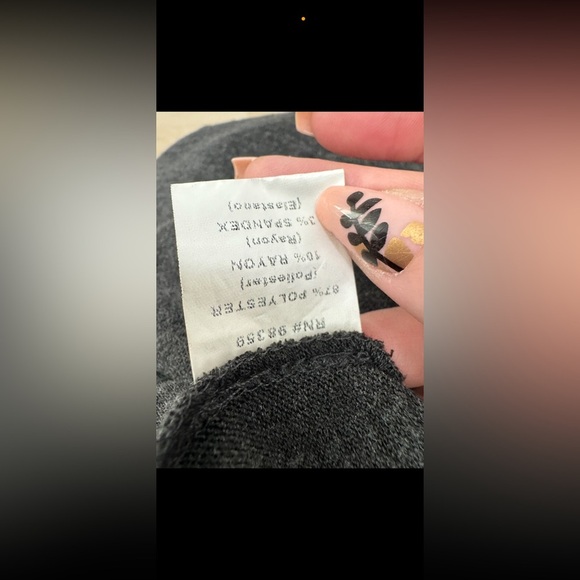 RN# 98359
87% POLYESTER
(Poliester)
10% RAYON
(Rayon)
3% SPANDEX
(Elastano)